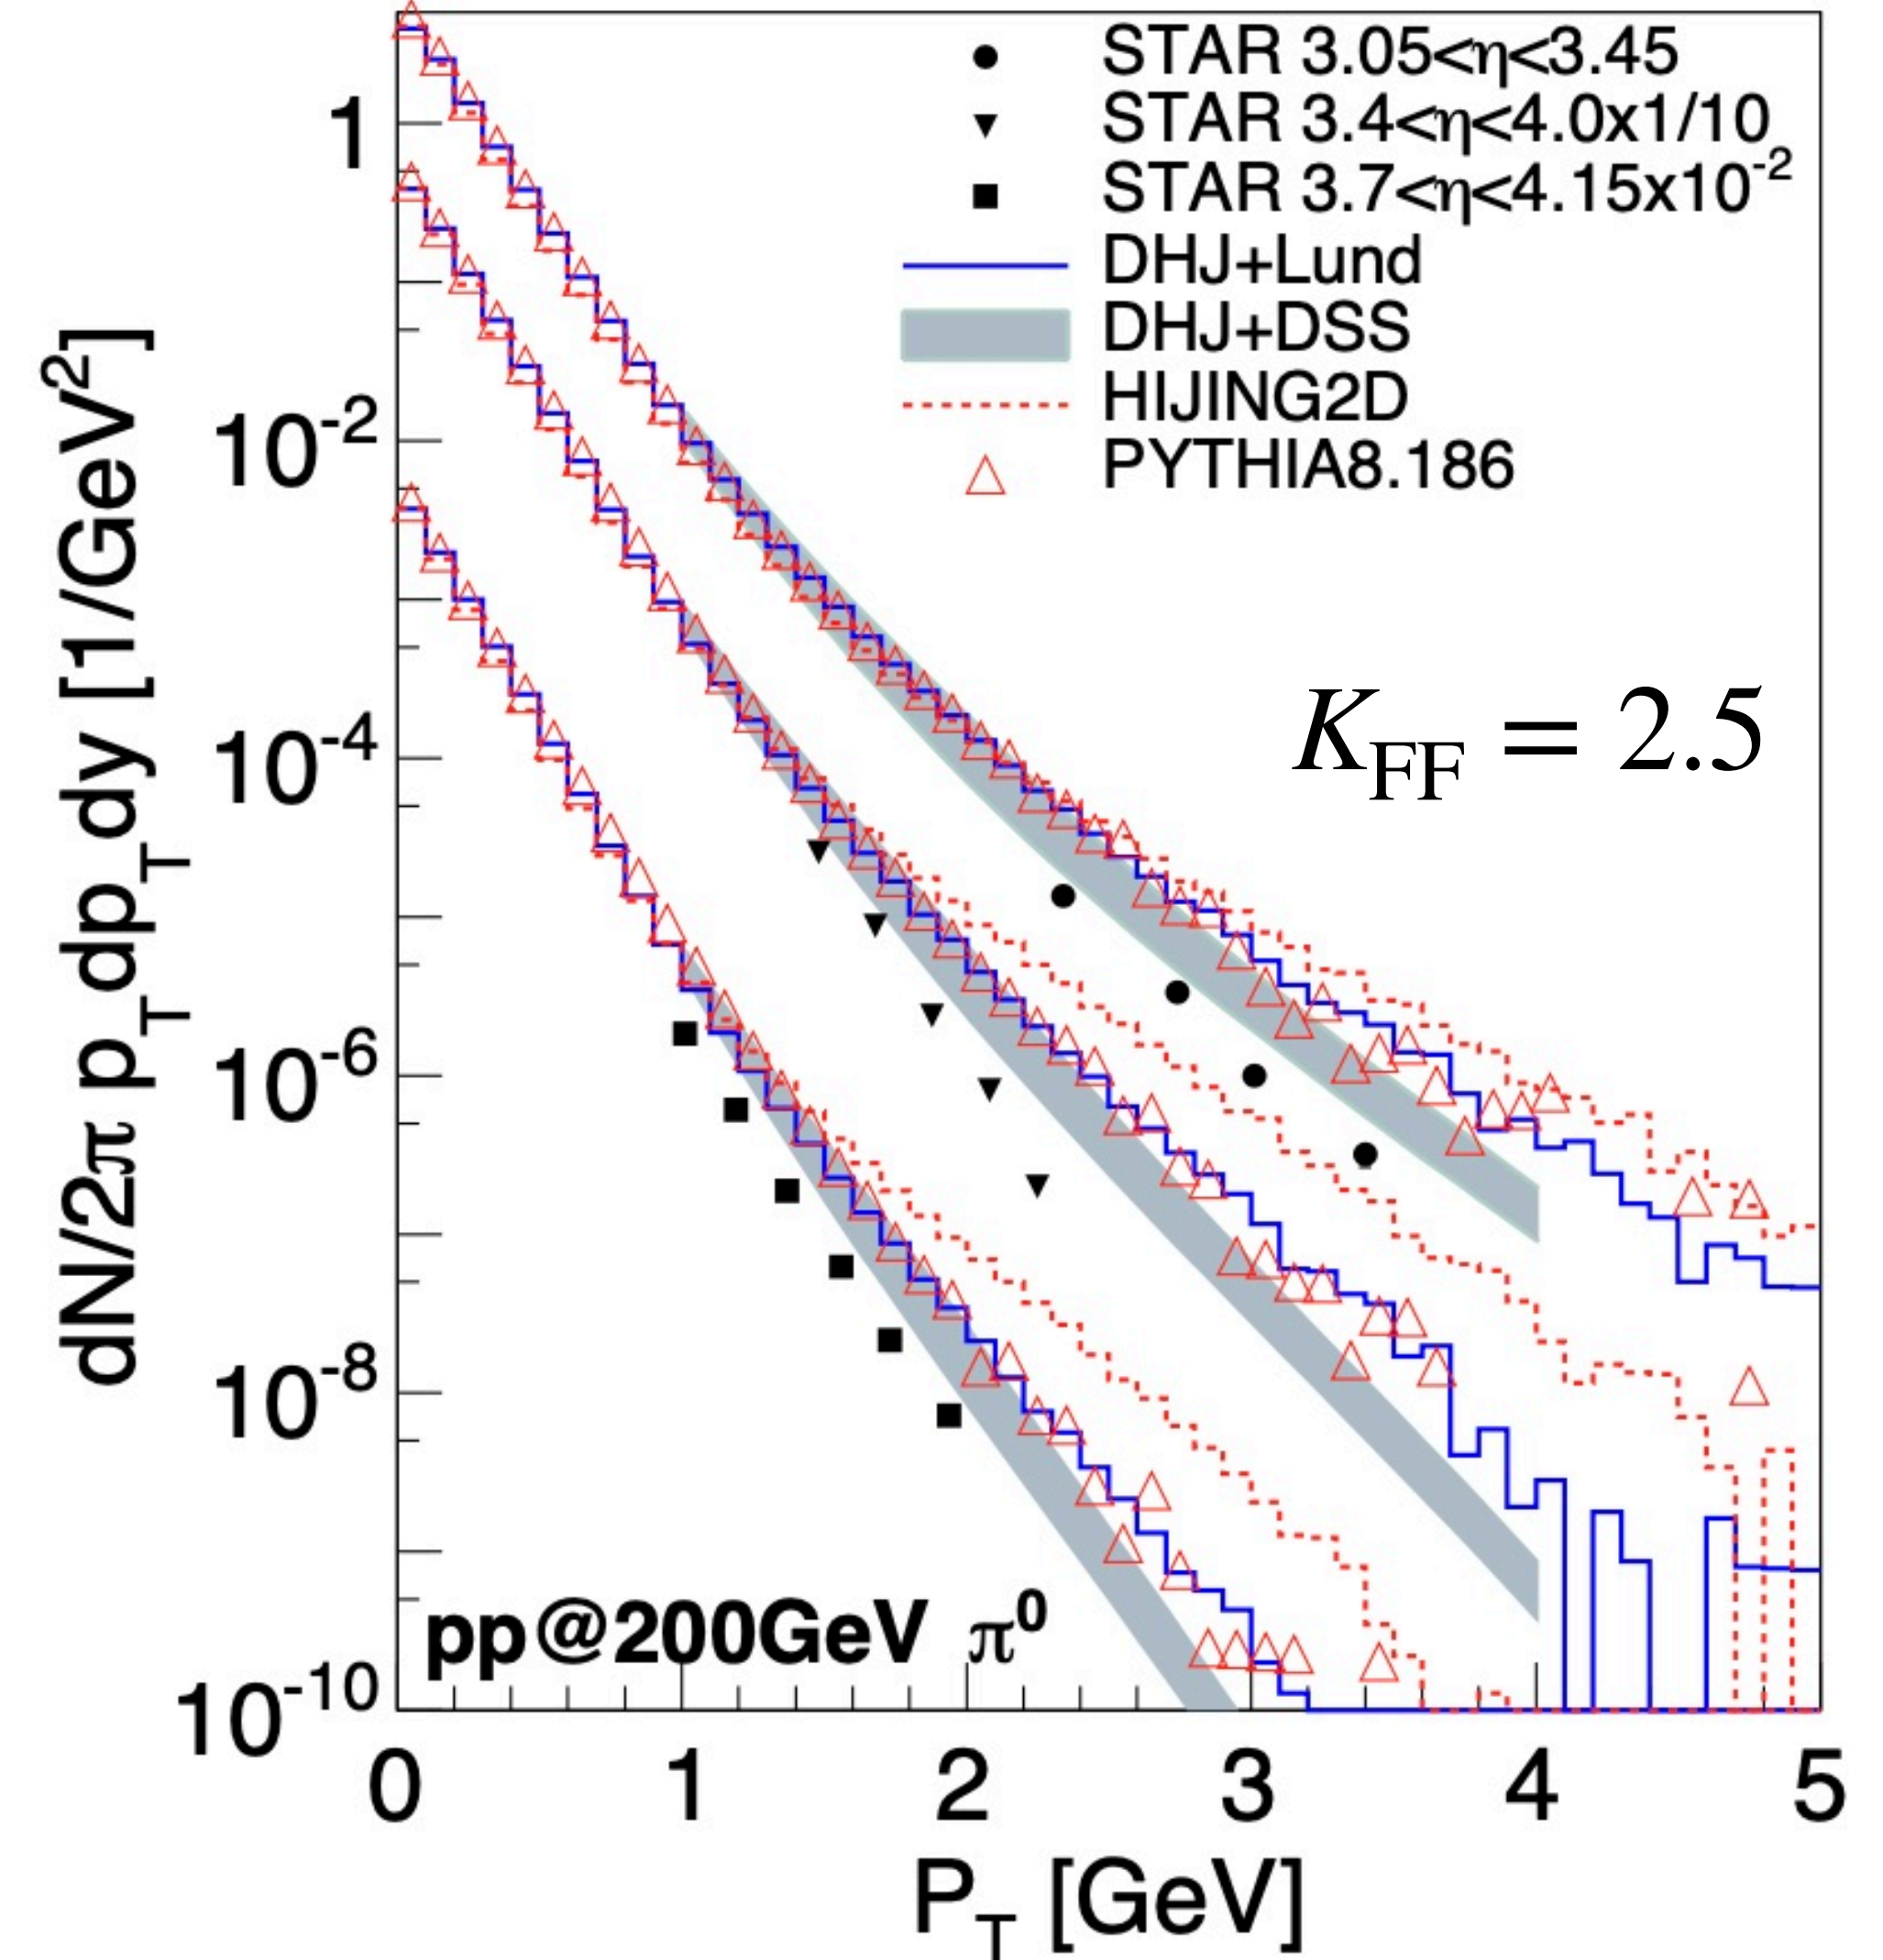 STAR 3.05<η<3.45
STAR 3.4<η<4.0x1/10
STAR 3.7<η<4.15x10⁻²
DHJ+Lund
DHJ+DSS
HIJING2D
PYTHIA8.186
K_FF = 2.5
dN/2π p_T dp_T dy [1/GeV²]
1
10⁻²
10⁻⁴
10⁻⁶
10⁻⁸
10⁻¹⁰
pp@200GeV π⁰
0 1 2 3 4 5
P_T [GeV]